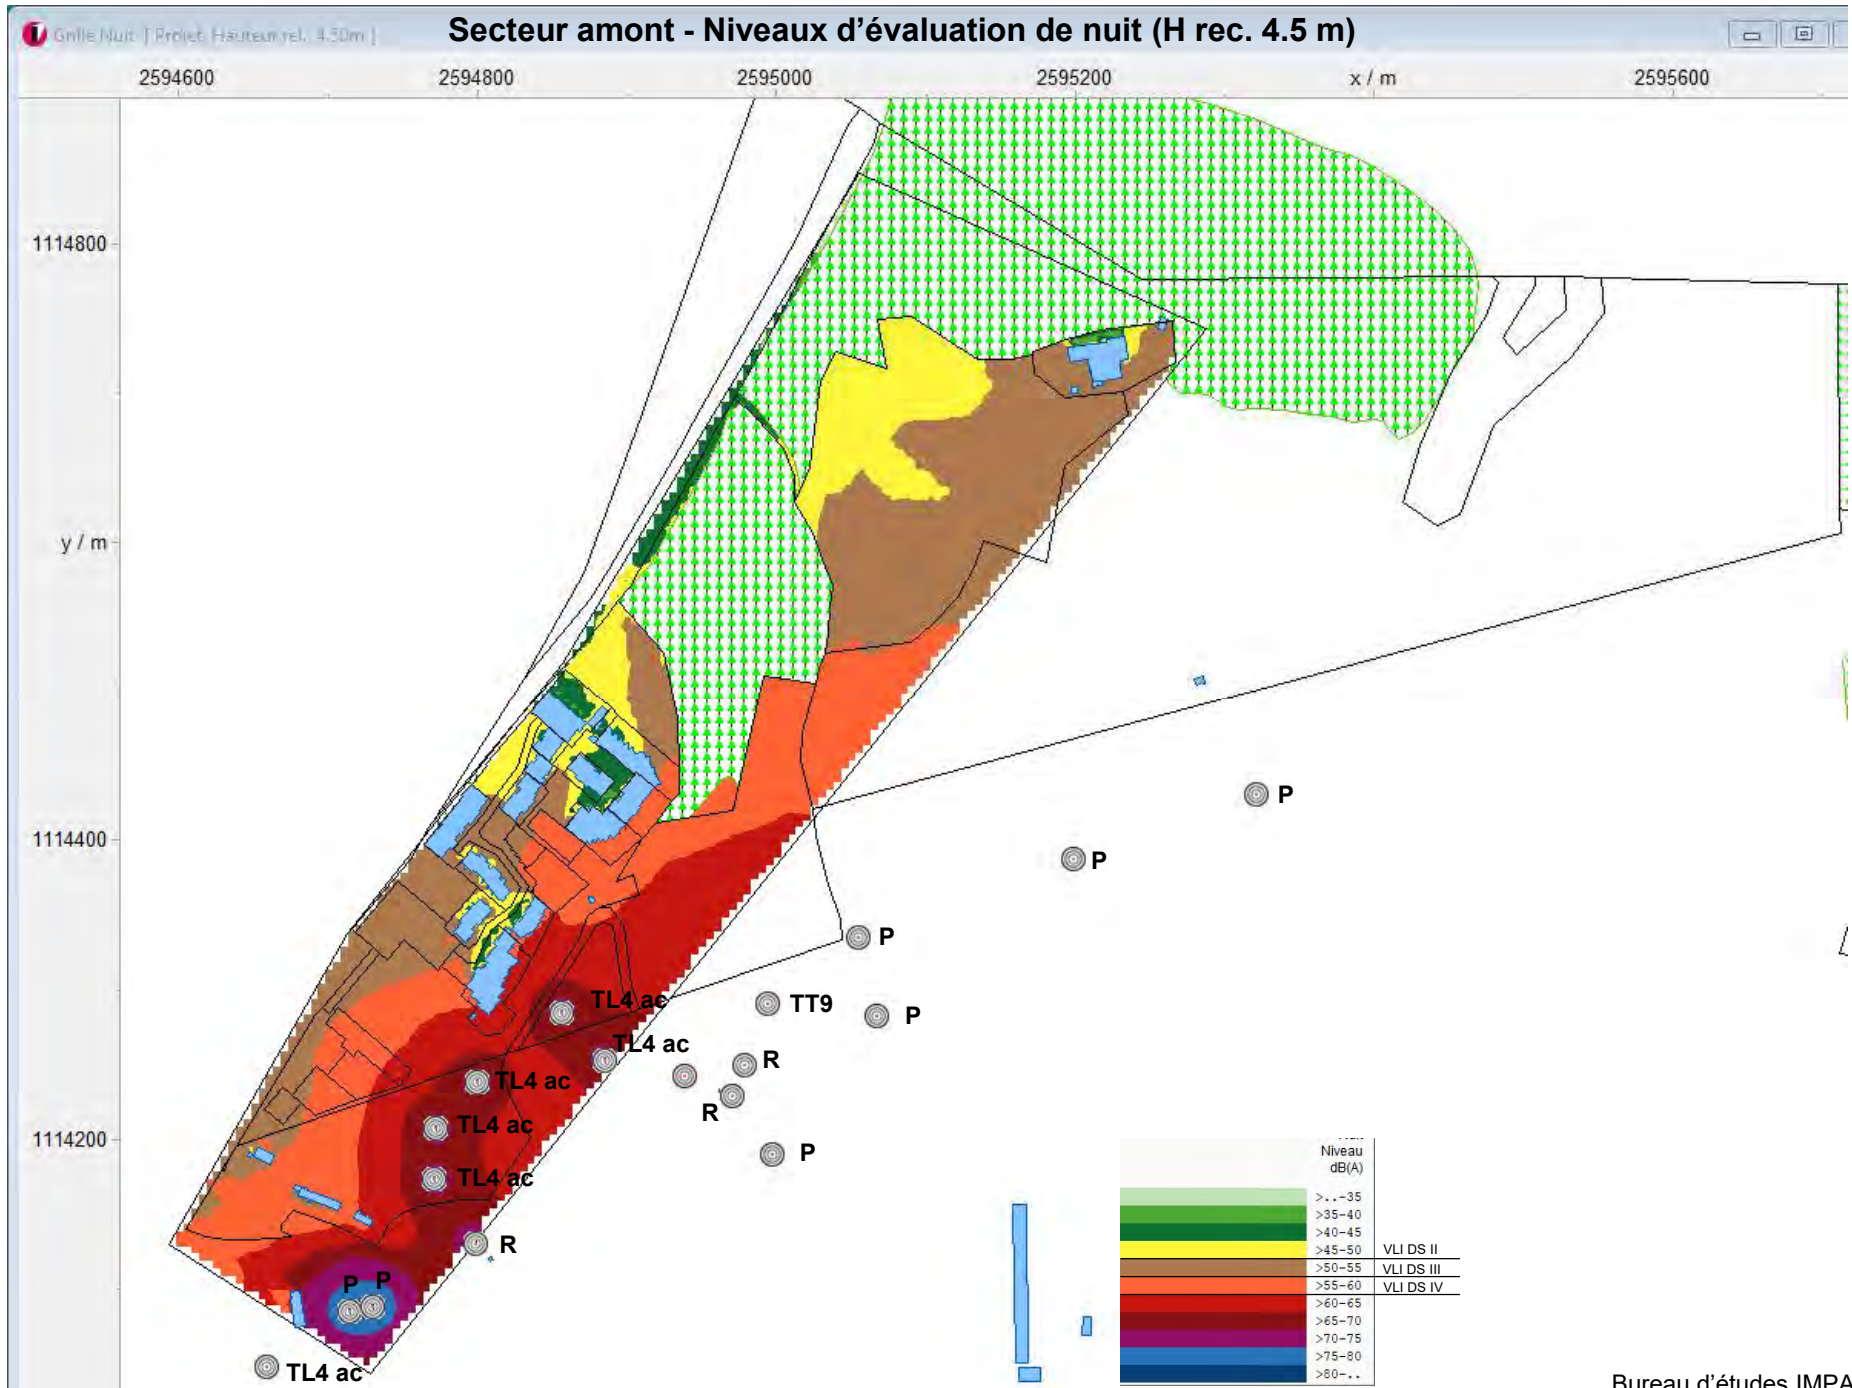 Grille Nuit [ Projet, Hauteur rel. 4.50m ]
Secteur amont - Niveaux d'évaluation de nuit (H rec. 4.5 m)
2594600 2594800 2595000 2595200 x / m 2595600
1114800
y / m
1114400
1114200
P
P
P
TL4 ac
TT9
P
TL4 ac
R
TL4 ac
R
TL4 ac
P
TL4 ac
R
P P
TL4 ac
Niveau
dB(A)
>..-35
>35-40
>40-45
>45-50 VLI DS II
>50-55 VLI DS III
>55-60 VLI DS IV
>60-65
>65-70
>70-75
>75-80
>80-..
Bureau d'études IMPA